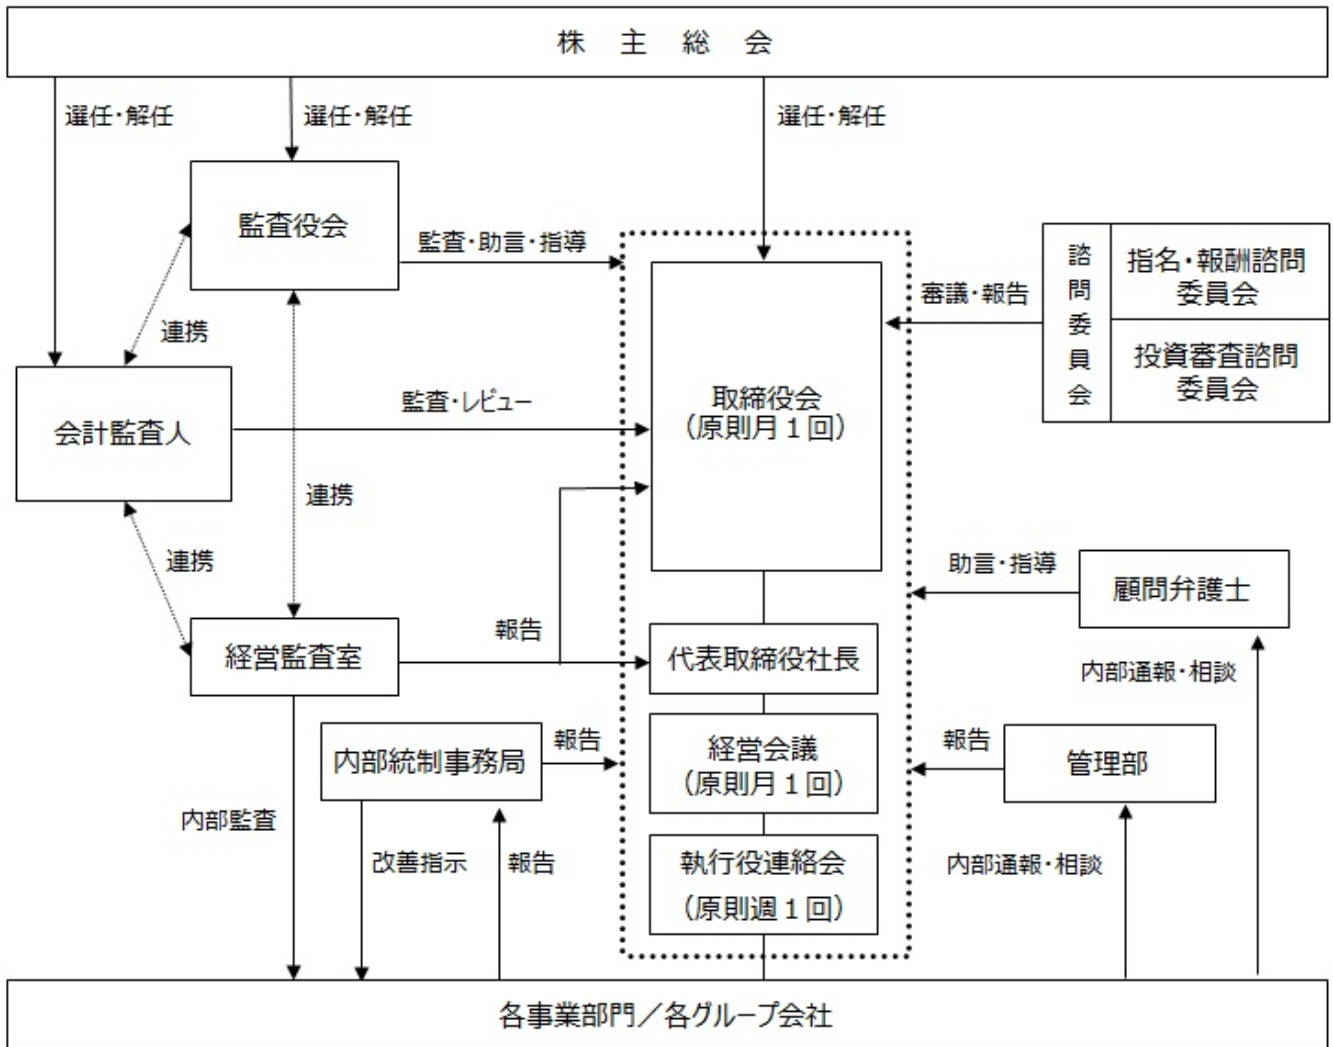 株 主 総 会
選任・解任
選任・解任
選任・解任
監査役会
監査・助言・指導
連携
諮問委員会
指名・報酬諮問
委員会
審議・報告
投資審査諮問
委員会
会計監査人
監査・レビュー
取締役会
（原則月１回）
連携
連携
助言・指導
顧問弁護士
経営監査室
報告
代表取締役社長
内部通報・相談
内部統制事務局
報告
経営会議
（原則月１回）
報告
管理部
内部監査
改善指示
報告
執行役連絡会
（原則週１回）
内部通報・相談
各事業部門／各グループ会社